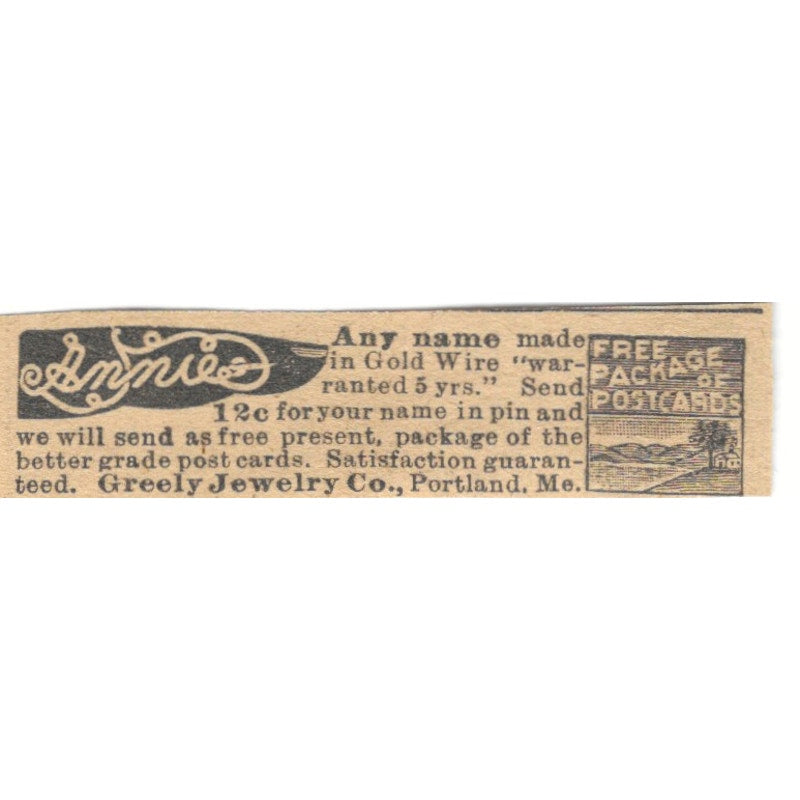 Annie
Any name made
in Gold Wire "war-
ranted 5 yrs." Send
12c for your name in pin and
we will send as free present, package of the
better grade post cards. Satisfaction guaran-
teed. Greely Jewelry Co., Portland, Me.
FREE
PACKAGE
OF
POSTCARDS